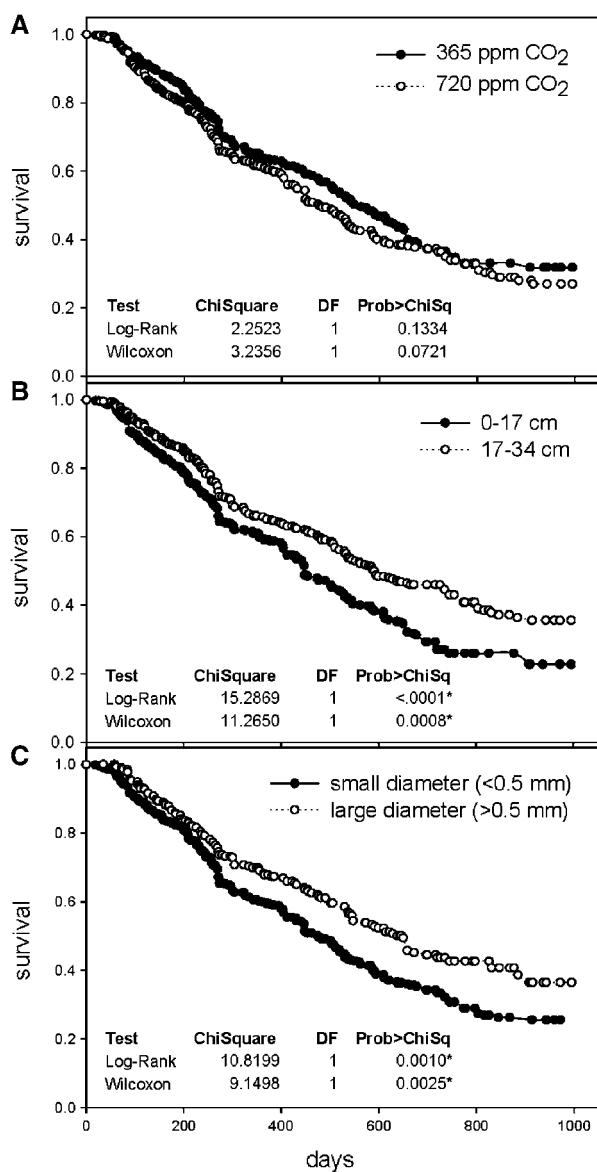 A
1.0
0.8
0.6
0.4
0.2
0.0
survival
365 ppm CO2
720 ppm CO2
Test ChiSquare DF Prob>ChiSq
Log-Rank 2.2523 1 0.1334
Wilcoxon 3.2356 1 0.0721
B
1.0
0.8
0.6
0.4
0.2
0.0
survival
0-17 cm
17-34 cm
Test ChiSquare DF Prob>ChiSq
Log-Rank 15.2869 1 <.0001*
Wilcoxon 11.2650 1 0.0008*
C
1.0
0.8
0.6
0.4
0.2
0.0
survival
small diameter (<0.5 mm)
large diameter (>0.5 mm)
Test ChiSquare DF Prob>ChiSq
Log-Rank 10.8199 1 0.0010*
Wilcoxon 9.1498 1 0.0025*
0 200 400 600 800 1000
days